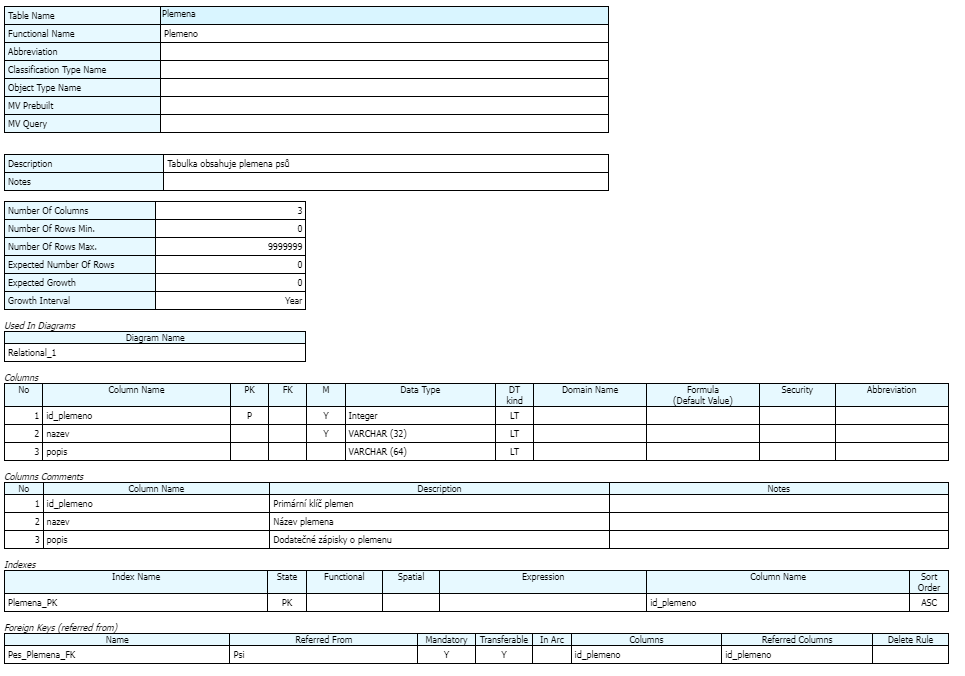 Table Name Plemena
Functional Name Plemeno
Abbreviation
Classification Type Name
Object Type Name
MV Prebuilt
MV Query
Description Tabulka obsahuje plemena psů
Notes
Number Of Columns 3
Number Of Rows Min. 0
Number Of Rows Max. 9999999
Expected Number Of Rows 0
Expected Growth 0
Growth Interval Year
Used In Diagrams
Diagram Name
Relational_1
Columns
No Column Name PK FK M Data Type DT kind Domain Name Formula (Default Value) Security Abbreviation
1 id_plemeno P Y Integer LT
2 nazev Y VARCHAR (32) LT
3 popis VARCHAR (64) LT
Columns Comments
No Column Name Description Notes
1 id_plemeno Primární klíč plemen
2 nazev Název plemena
3 popis Dodatečné zápisky o plemenu
Indexes
Index Name State Functional Spatial Expression Column Name Sort Order
Plemena_PK PK id_plemeno ASC
Foreign Keys (referred from)
Name Referred From Mandatory Transferable In Arc Columns Referred Columns Delete Rule
Pes_Plemena_FK Psi Y Y id_plemeno id_plemeno